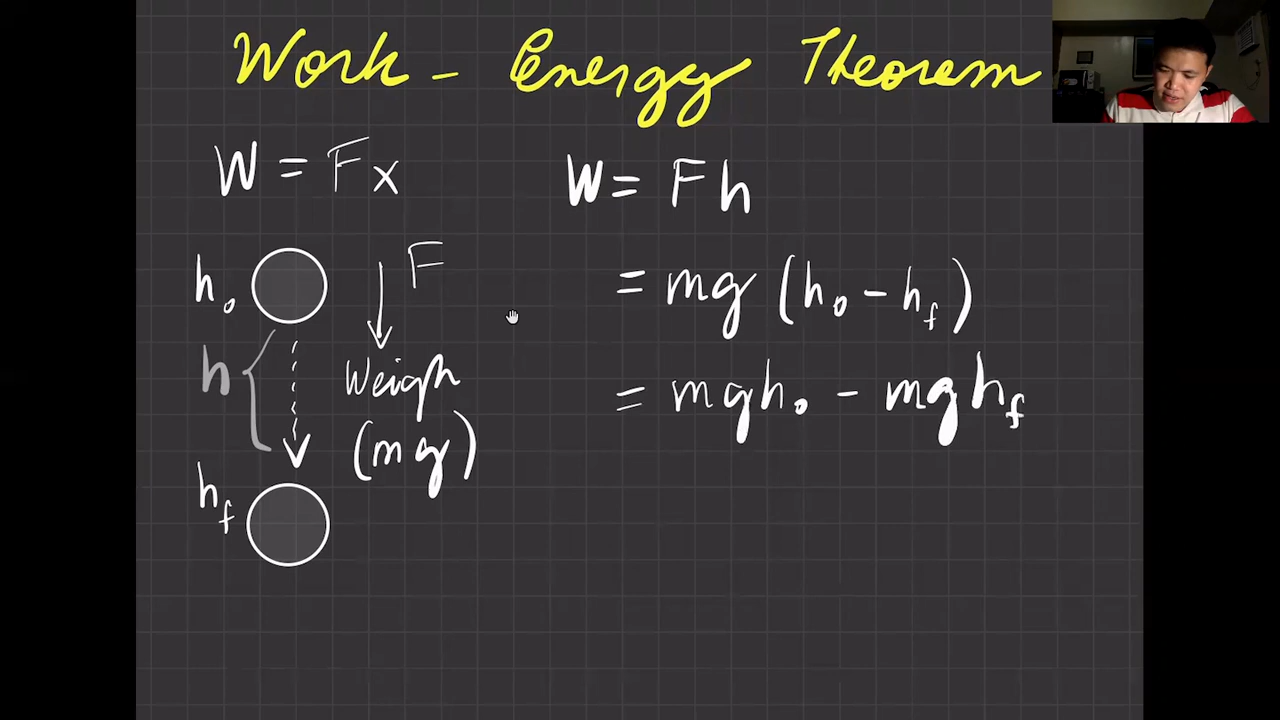 Work - Energy Theorem
W = Fx
h₀
F
h
Weigh
(mg)
h_f
W = Fh
= mg (h₀ - h_f)
= mgh₀ - mgh_f